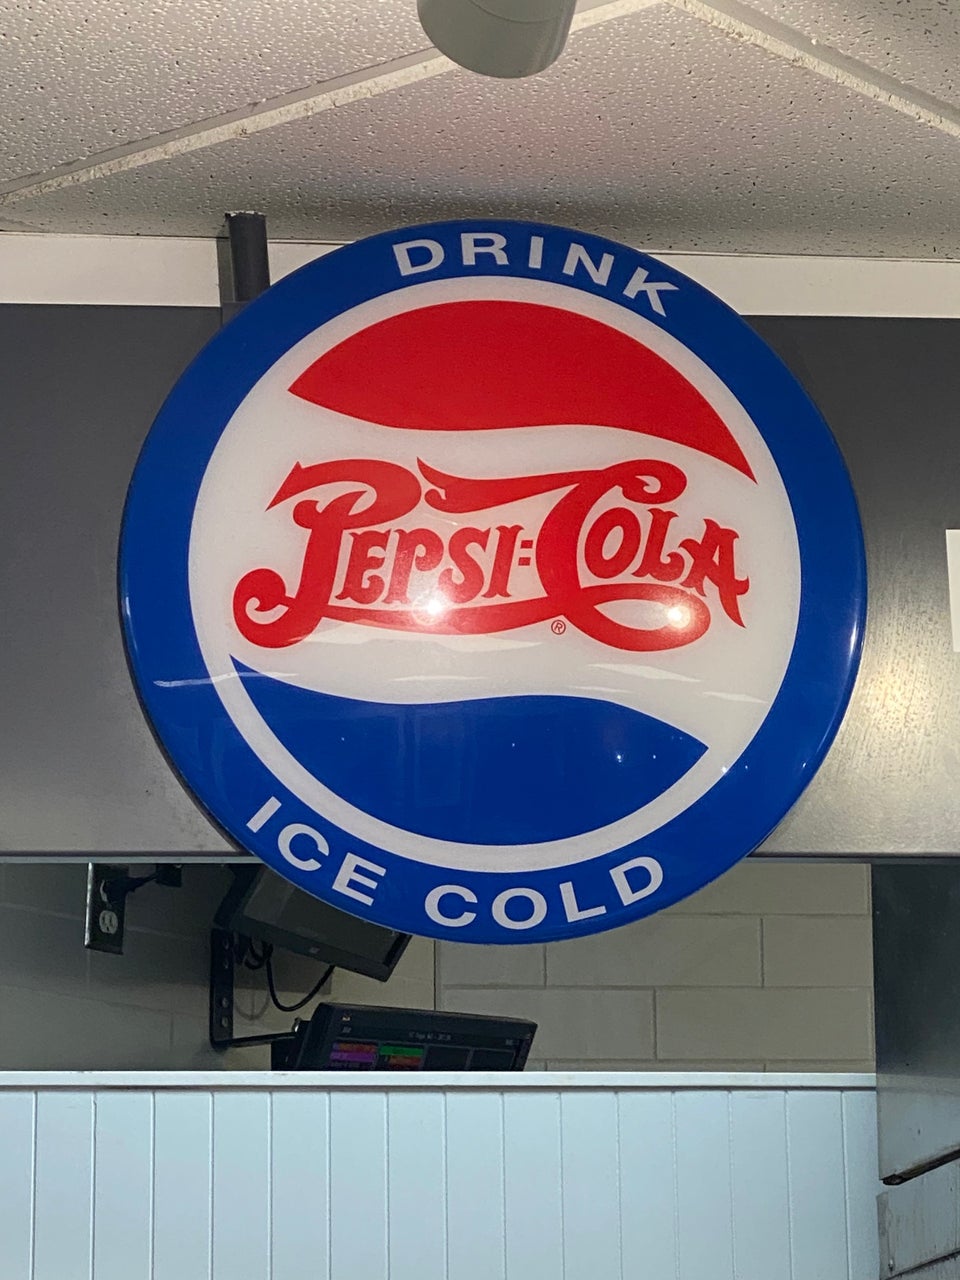 DRINK
PEPSI-COLA
®
ICE COLD